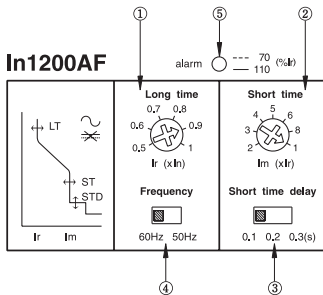 ① ⑤ ②
In1200AF
alarm --- 70 (%Ir)
— 110
Long time
0.5 0.6 0.7 0.8 0.9 1
Ir (xIn)
Short time
2 3 4 5 6 8 1
Im (xIr)
LT
ST
STD
Ir Im
Frequency
60Hz 50Hz
Short time delay
0.1 0.2 0.3(s)
④ ③